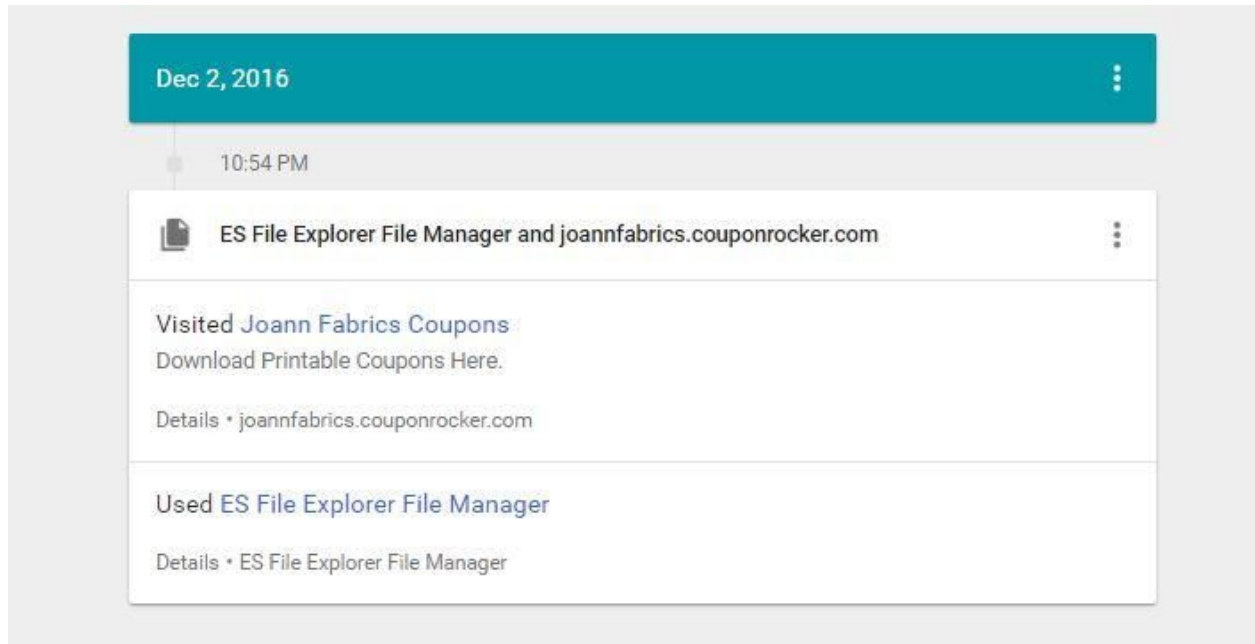 Dec 2, 2016
10:54 PM
ES File Explorer File Manager and joannfabrics.couponrocker.com
Visited Joann Fabrics Coupons
Download Printable Coupons Here.
Details • joannfabrics.couponrocker.com
Used ES File Explorer File Manager
Details • ES File Explorer File Manager